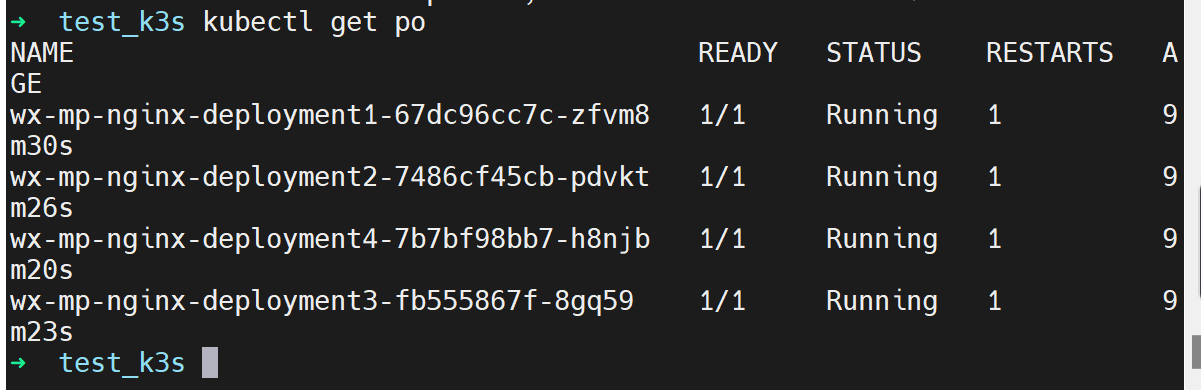 ➜  test_k3s kubectl get po
NAME                                       READY   STATUS    RESTARTS   A
GE
wx-mp-nginx-deployment1-67dc96cc7c-zfvm8   1/1     Running   1          9
m30s
wx-mp-nginx-deployment2-7486cf45cb-pdvkt   1/1     Running   1          9
m26s
wx-mp-nginx-deployment4-7b7bf98bb7-h8njb   1/1     Running   1          9
m20s
wx-mp-nginx-deployment3-fb555867f-8gq59    1/1     Running   1          9
m23s
➜  test_k3s